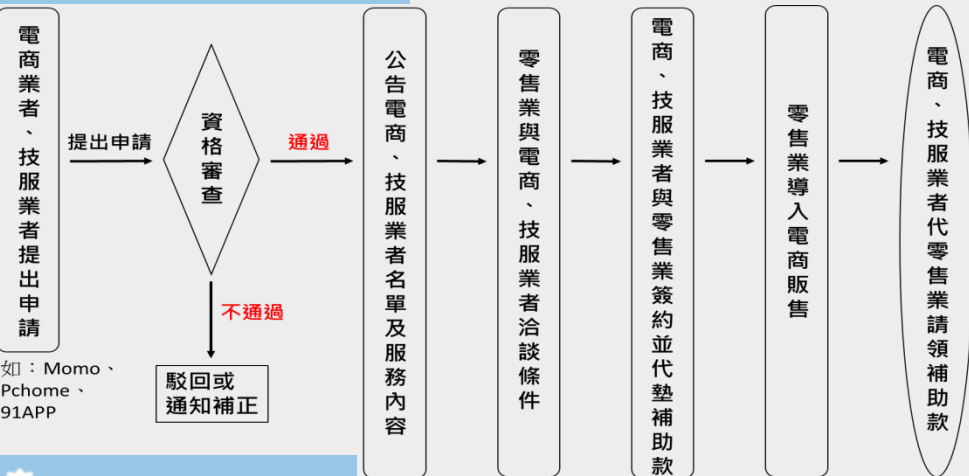 電商業者、技服業者提出申請
如：Momo、
Pchome、
91APP
提出申請
資格審查
通過
不通過
駁回或
通知補正
公告電商、技服業者名單及服務內容
零售業與電商、技服業者洽談條件
電商、技服業者與零售業簽約並代墊補助款
零售業導入電商販售
電商、技服業者代零售業請領補助款